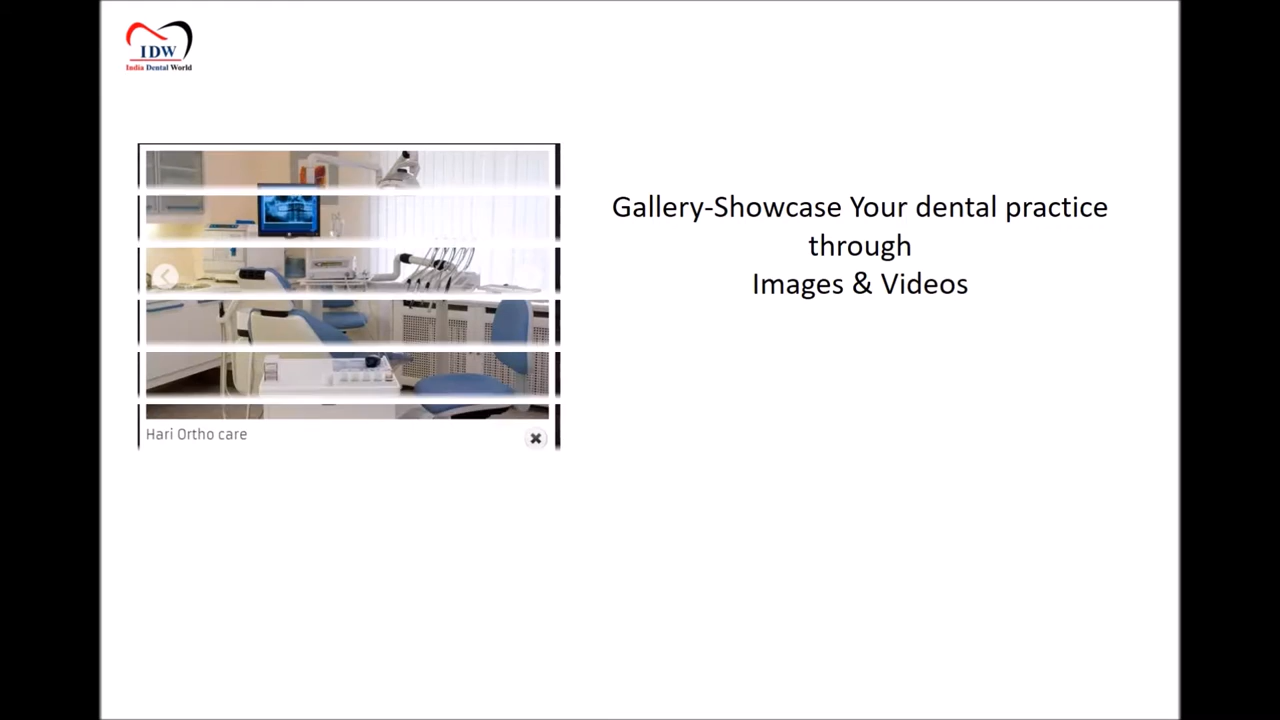 IDW
India Dental World
Gallery-Showcase Your dental practice
through
Images & Videos
Hari Ortho care